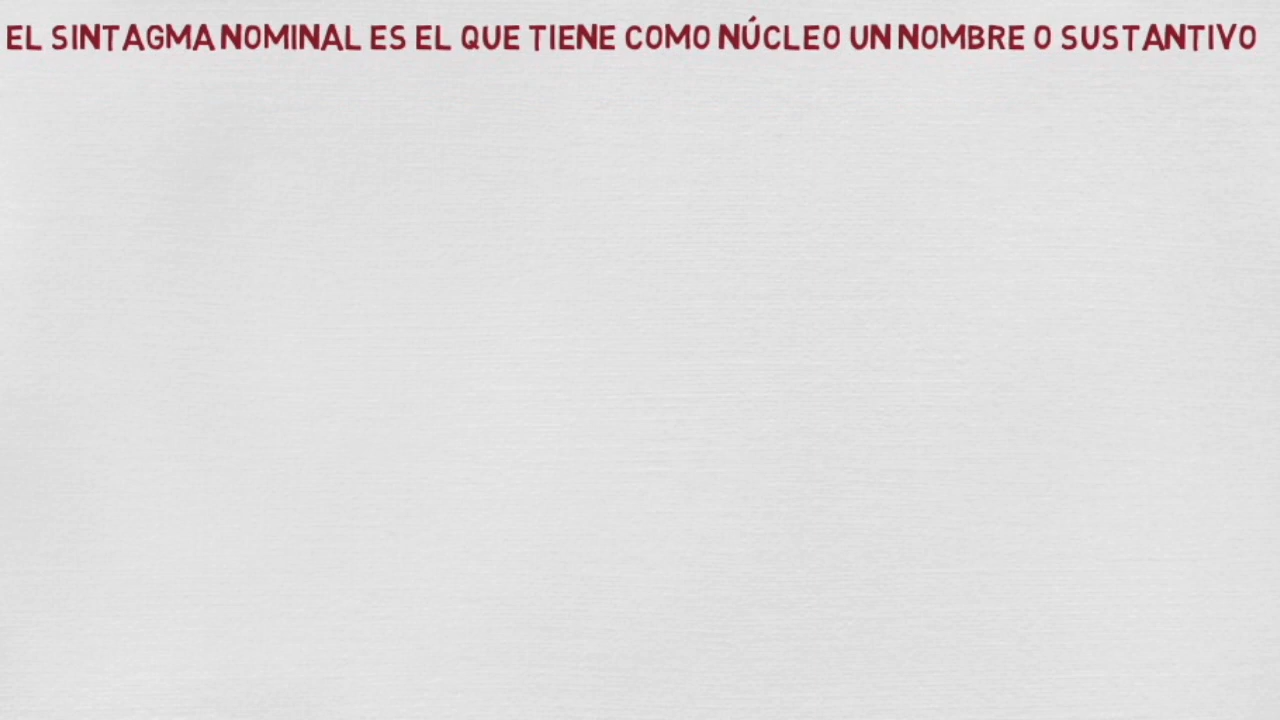 EL SINTAGMA NOMINAL ES EL QUE TIENE COMO NÚCLEO UN NOMBRE O SUSTANTIVO